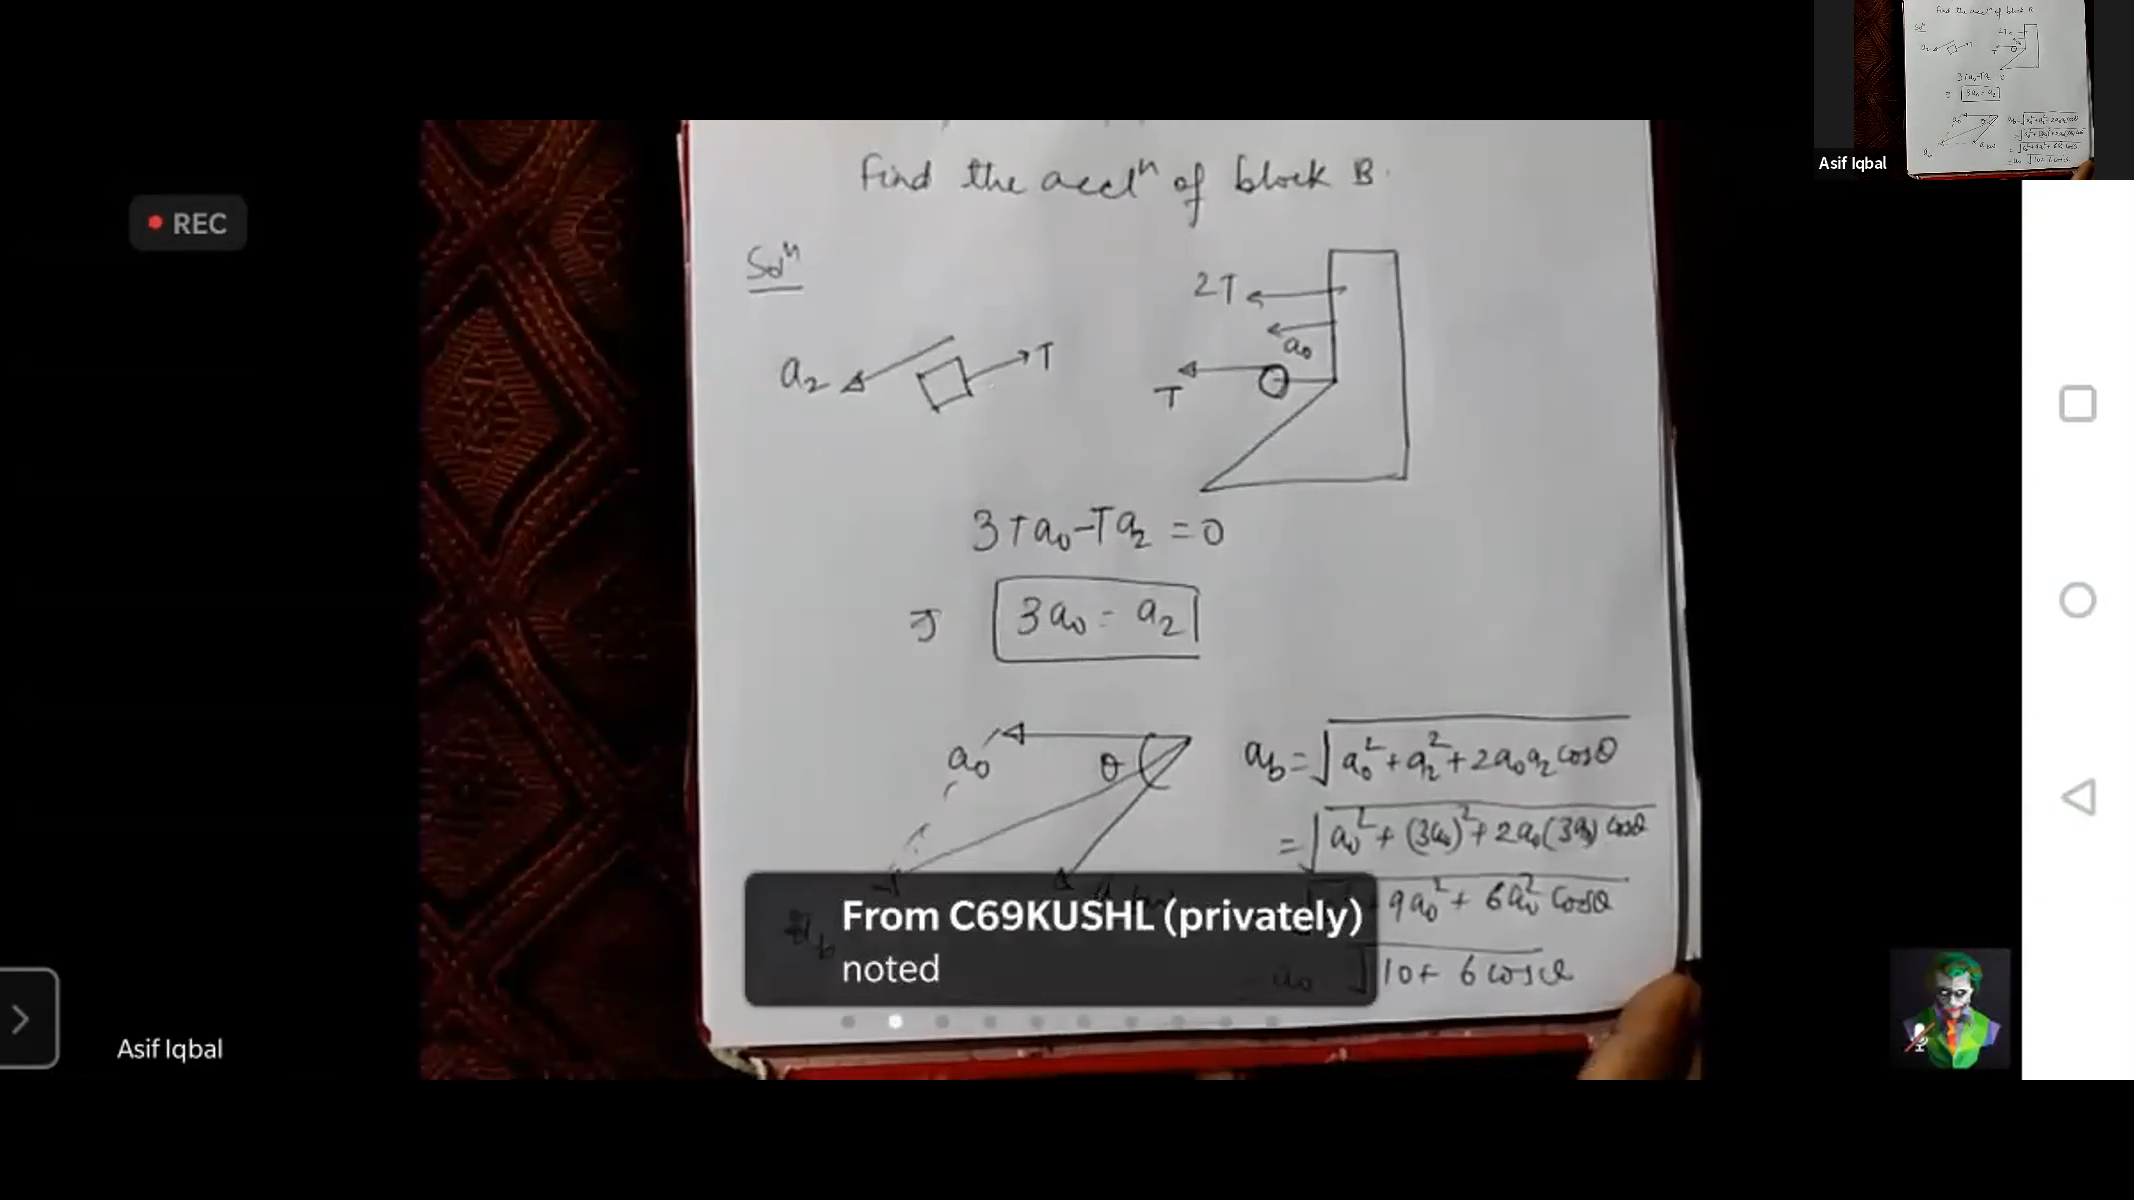 Find the accl^n of block B.
Sol^n
2T
a₀
T
a₂
T
3Ta₀-Ta₂ = 0
⇒ 3a₀ = a₂
a₀
θ
a_b = √(a₀² + a₂² + 2a₀a₂ cosθ)
= √(a₀² + (3a₀)² + 2a₀(3a₀) cosθ
9a₀² + 6a₀² cosθ
a₀ √10+ 6 cosθ
REC
Asif Iqbal
From C69KUSHL (privately)
noted
Asif Iqbal